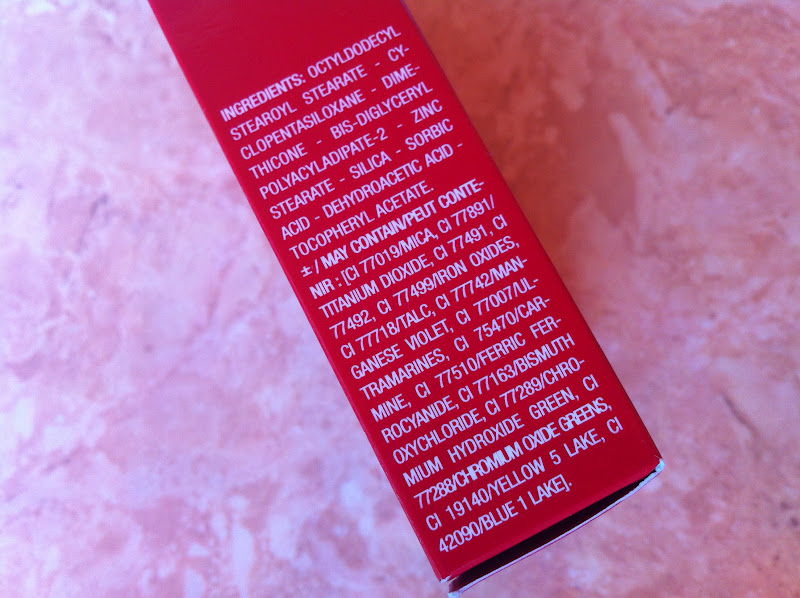 INGREDIENTS: OCTYLDODECYL
STEAROYL STEARATE - CY-
CLOPENTASILOXANE - DIME-
THICONE - BIS-DIGLYCERYL
POLYACYLADIPATE-2 - ZINC
STEARATE - SILICA - SORBIC
ACID - DEHYDROACETIC ACID -
TOCOPHERYL ACETATE.
± / MAY CONTAIN/PEUT CONTE-
NIR : [CI 77019/MICA, CI 77891/
TITANIUM DIOXIDE, CI 77491, CI
77492, CI 77499/IRON OXIDES,
CI 77718/TALC, CI 77742/MAN-
GANESE VIOLET, CI 77007/UL-
TRAMARINES, CI 75470/CAR-
MINE, CI 77510/FERRIC FER-
ROCYANIDE, CI 77163/BISMUTH
OXYCHLORIDE, CI 77289/CHRO-
MIUM HYDROXIDE GREEN, CI
77288/CHROMIUM OXIDE GREENS,
CI 19140/YELLOW 5 LAKE, CI
42090/BLUE 1 LAKE].